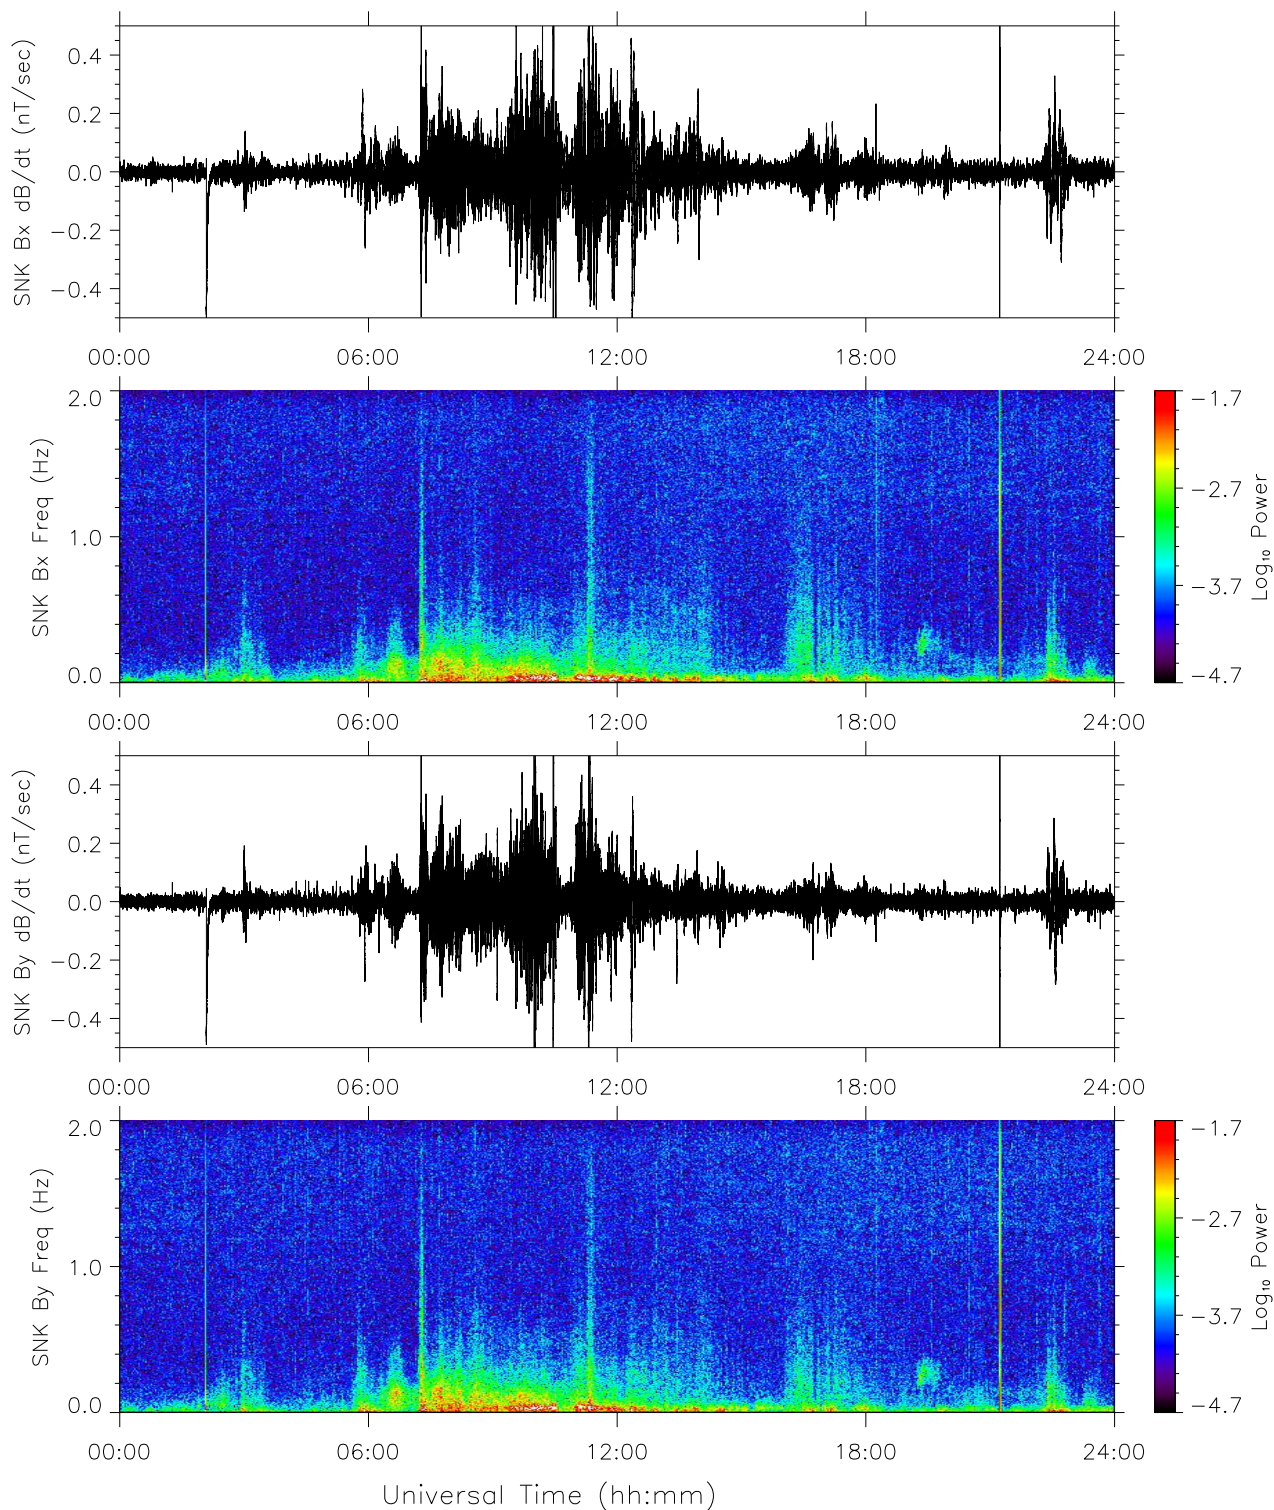 SNK Bx dB/dt (nT/sec)
0.4
0.2
0.0
−0.2
−0.4
00:00 06:00 12:00 18:00 24:00
SNK Bx Freq (Hz)
2.0
1.0
0.0
−1.7
−2.7
−3.7
−4.7
Log₁₀ Power
00:00 06:00 12:00 18:00 24:00
SNK By dB/dt (nT/sec)
0.4
0.2
0.0
−0.2
−0.4
00:00 06:00 12:00 18:00 24:00
SNK By Freq (Hz)
2.0
1.0
0.0
−1.7
−2.7
−3.7
−4.7
Log₁₀ Power
00:00 06:00 12:00 18:00 24:00
Universal Time (hh:mm)